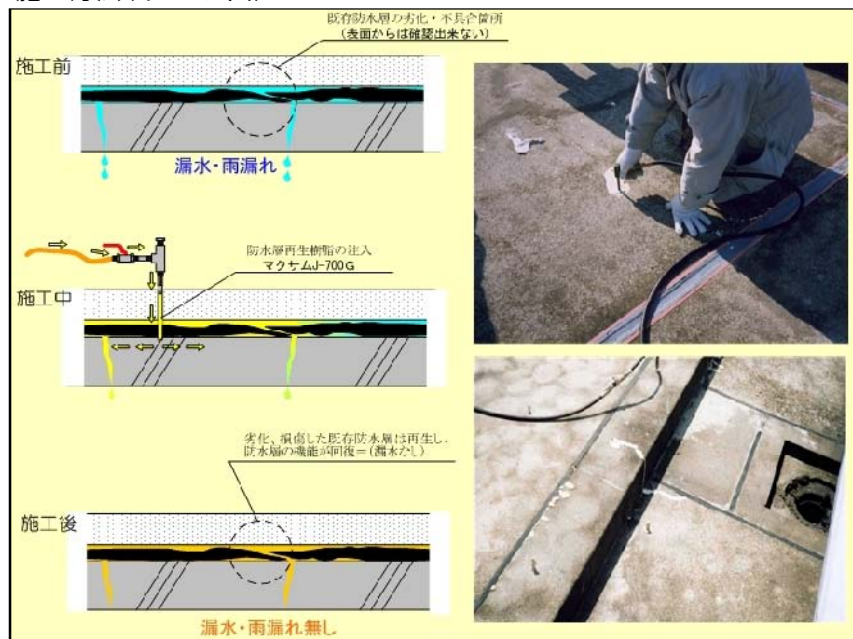 既存防水層の劣化・不具合箇所
(表面からは確認出来ない)
施工前
漏水・雨漏れ
防水層再生樹脂の注入
マクサムJ-700G
施工中
劣化、損傷した既存防水層は再生し、
防水層の機能が回復=(漏水なし)
施工後
漏水・雨漏れ無し